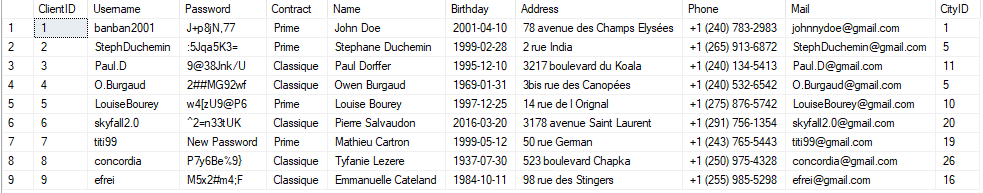 ClientID Username Password Contract Name Birthday Address Phone Mail CityID
1 1 banban2001 J+p8jN,77 Prime John Doe 2001-04-10 78 avenue des Champs Elysées +1 (240) 783-2983 johnnydoe@gmail.com 1
2 2 StephDuchemin :5Jqa5K3= Prime Stephane Duchemin 1999-02-28 2 rue India +1 (265) 913-6872 StephDuchemin@gmail.com 5
3 3 Paul.D 9@38Jnk/U Classique Paul Dorffer 1995-12-10 3217 boulevard du Koala +1 (240) 134-5413 Paul.D@gmail.com 11
4 4 O.Burgaud 2##MG92wf Classique Owen Burgaud 1969-01-31 3bis rue des Canopées +1 (240) 532-6542 O.Burgaud@gmail.com 5
5 5 LouiseBourey w4[zU9@P6 Prime Louise Bourey 1997-12-25 14 rue de l Orignal +1 (275) 876-5742 LouiseBourey@gmail.com 10
6 6 skyfall2.0 ^2=n33tUK Classique Pierre Salvaudon 2016-03-20 3178 avenue Saint Laurent +1 (291) 756-1354 skyfall2.0@gmail.com 20
7 7 titi99 New Password Prime Mathieu Cartron 1999-05-12 50 rue German +1 (243) 765-5443 titi99@gmail.com 19
8 8 concordia P7y6Be%9} Classique Tyfanie Lezere 1937-07-30 523 boulevard Chapka +1 (250) 975-4328 concordia@gmail.com 26
9 9 efrei M5x2#m4;F Classique Emmanuelle Cateland 1984-10-11 98 rue des Stingers +1 (255) 985-5298 efrei@gmail.com 16